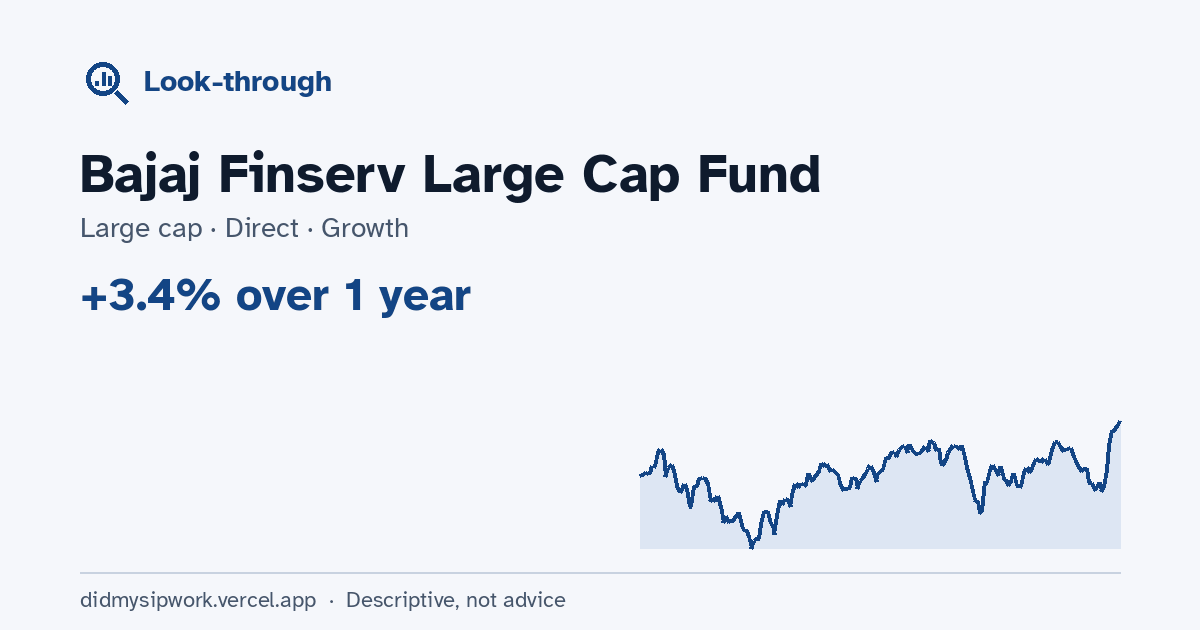 Look-through
Bajaj Finserv Large Cap Fund
Large cap · Direct · Growth
+3.4% over 1 year
didmysipwork.vercel.app · Descriptive, not advice